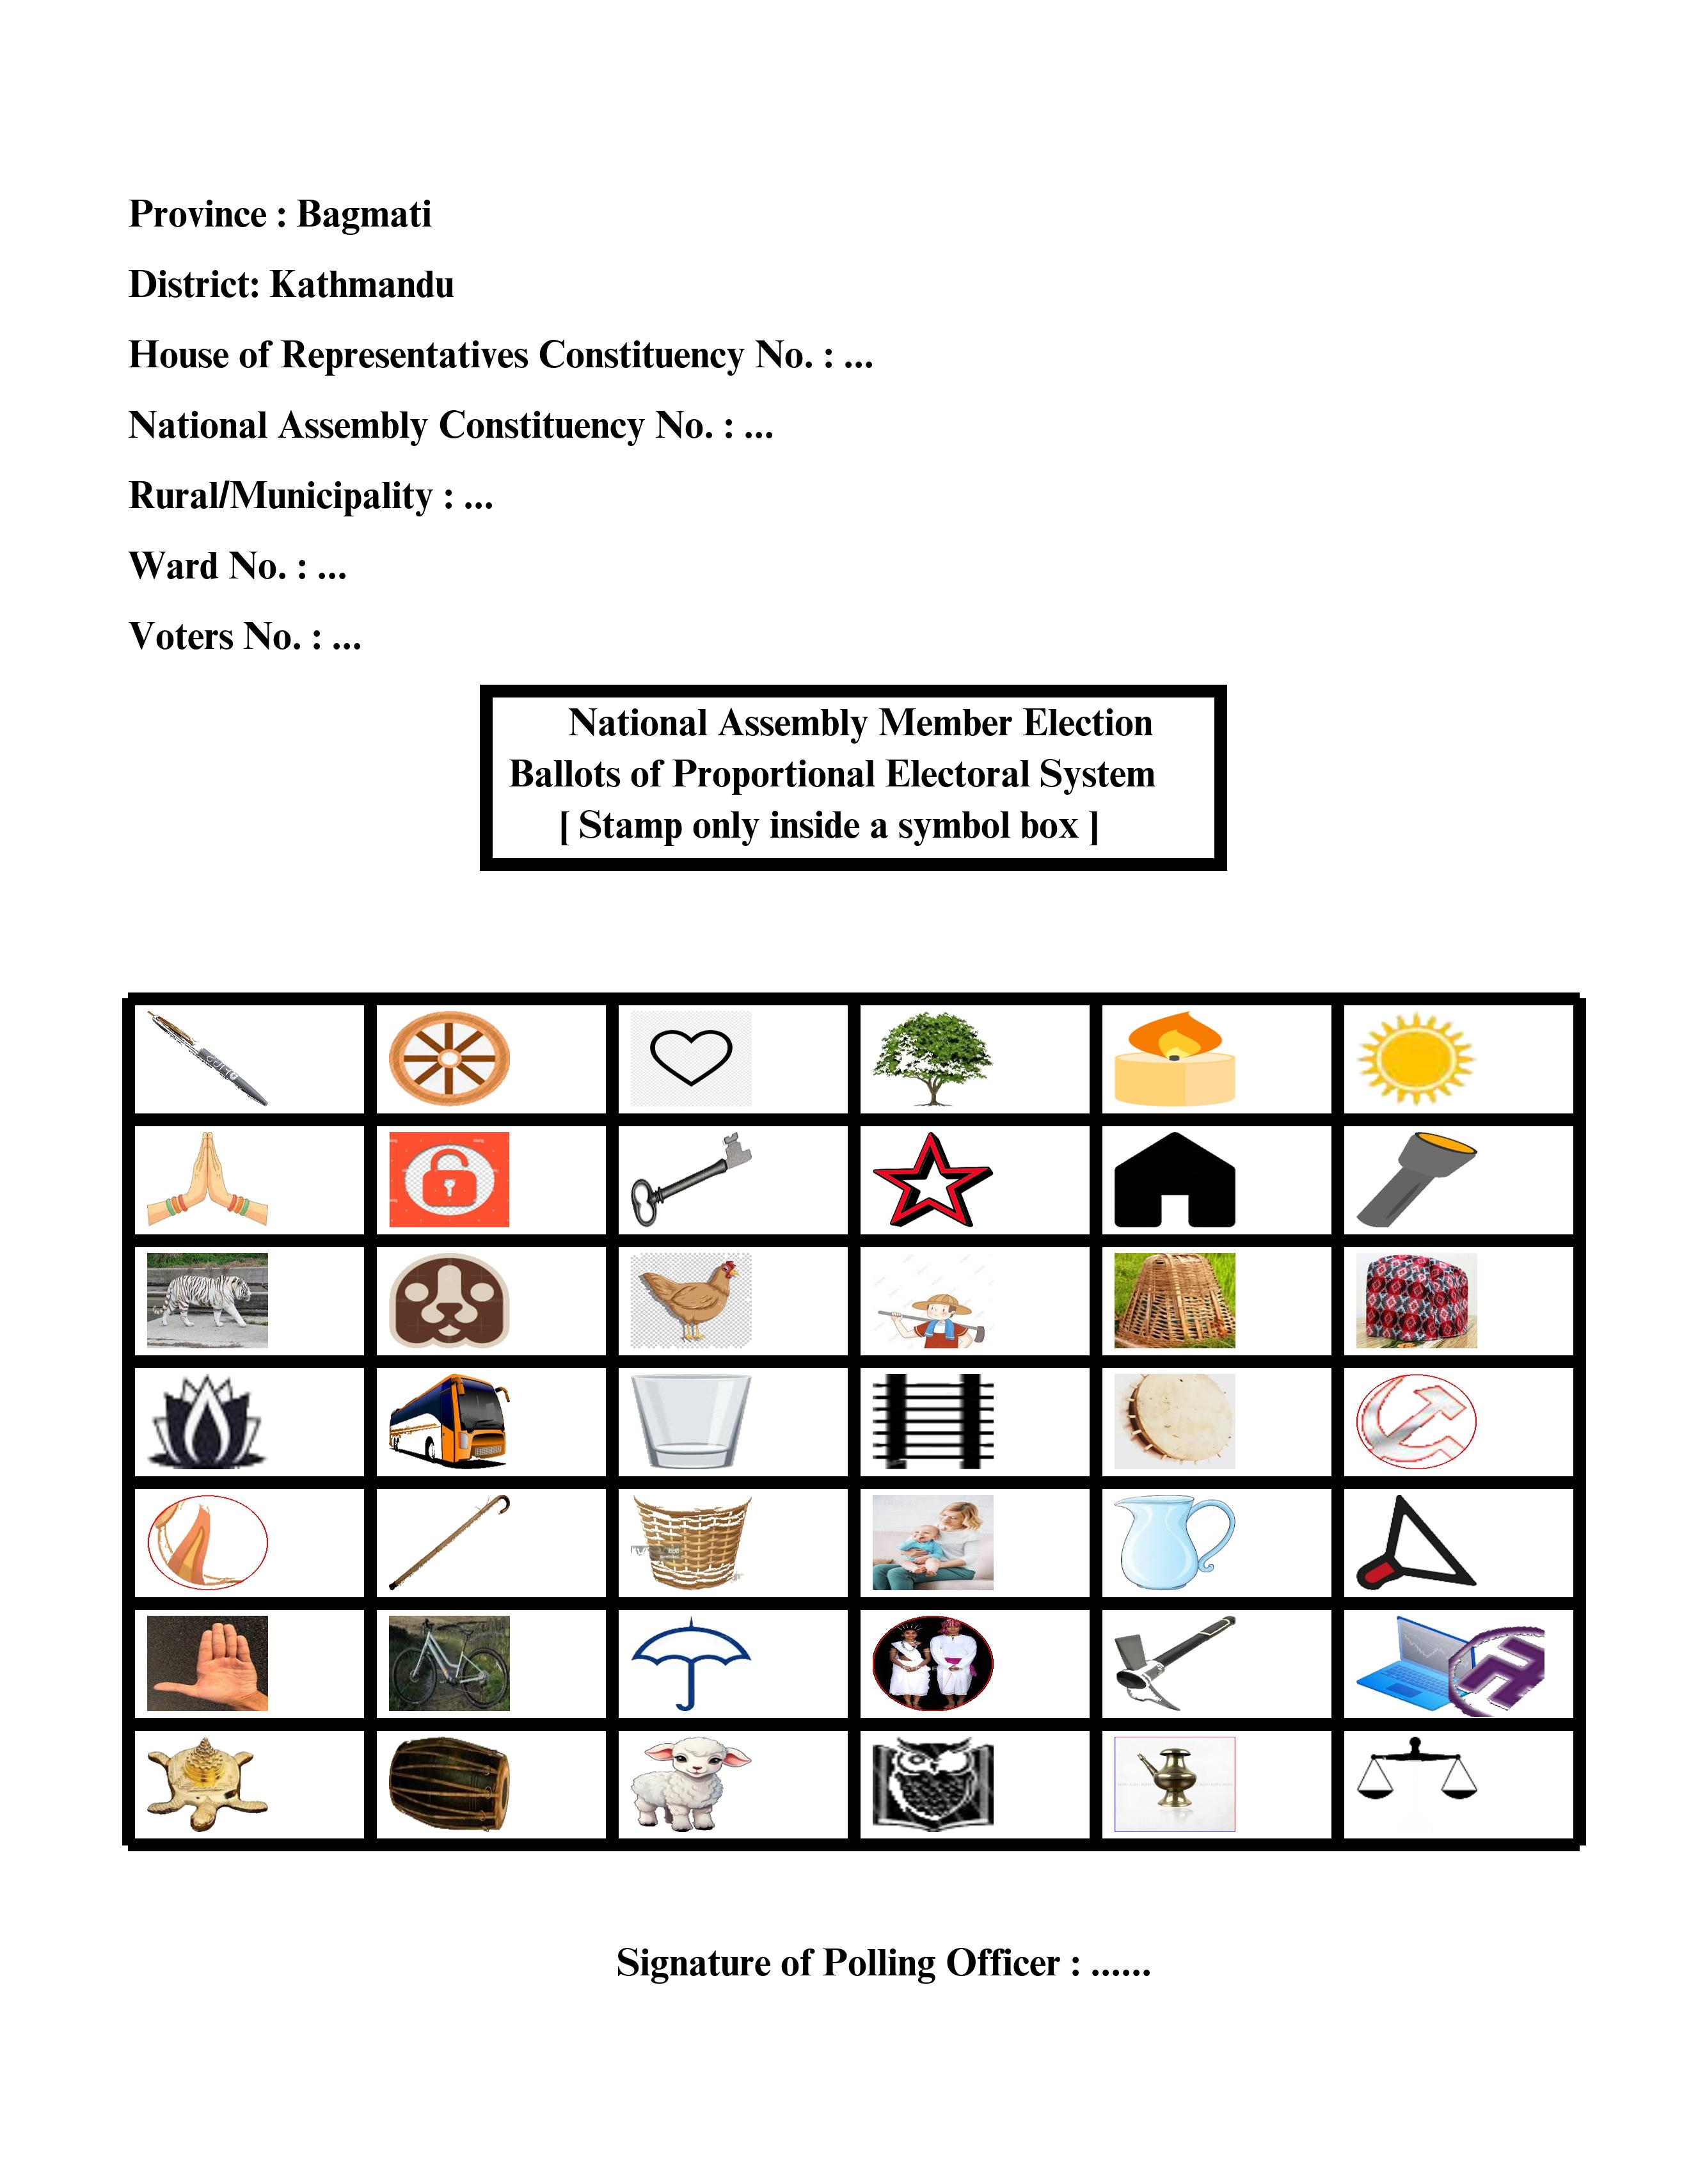 Province : Bagmati
District: Kathmandu
House of Representatives Constituency No. : ...
National Assembly Constituency No. : ...
Rural/Municipality : ...
Ward No. : ...
Voters No. : ...
National Assembly Member Election
Ballots of Proportional Electoral System
[ Stamp only inside a symbol box ]
Signature of Polling Officer : ......